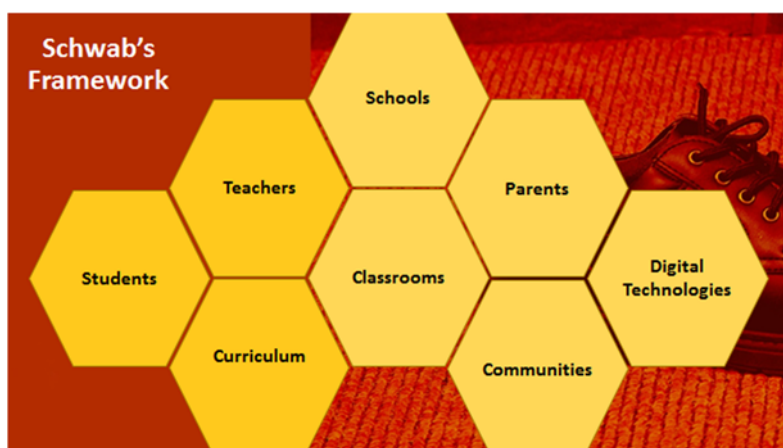 Schwab's
Framework
Schools
Teachers
Parents
Students
Classrooms
Digital
Technologies
Curriculum
Communities